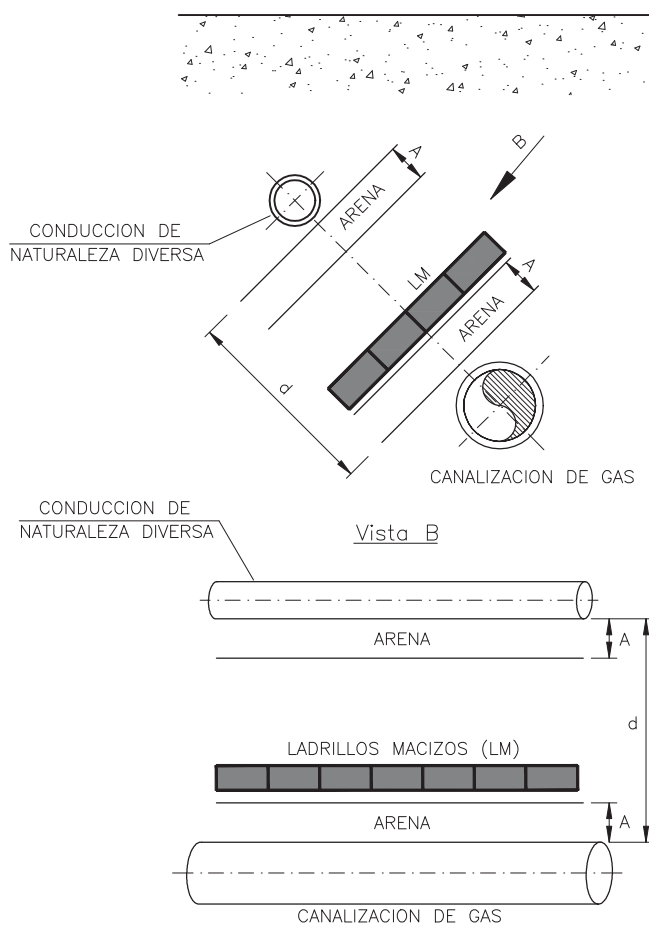 A
B
ARENA
CONDUCCION DE
NATURALEZA DIVERSA
LM
A
ARENA
d
CANALIZACION DE GAS
CONDUCCION DE
NATURALEZA DIVERSA
Vista B
ARENA
A
d
LADRILLOS MACIZOS (LM)
ARENA
A
CANALIZACION DE GAS